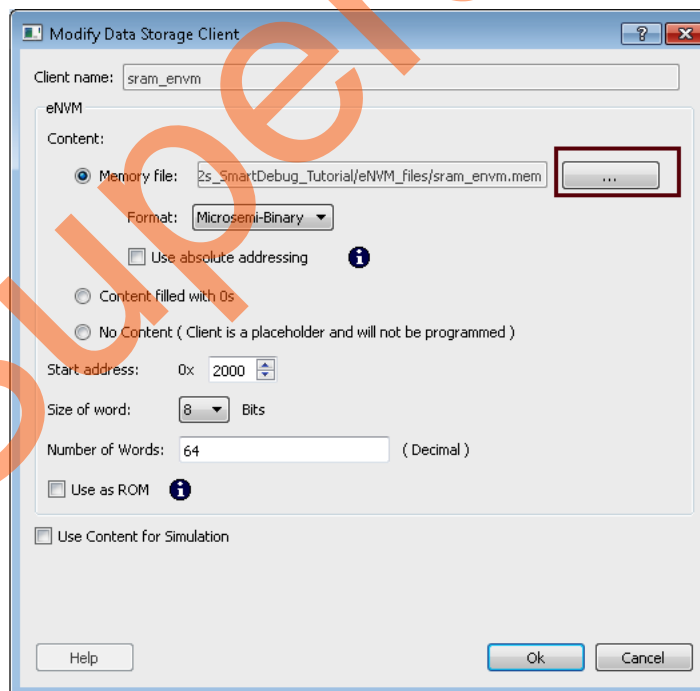 Modify Data Storage Client
?
Client name: sram_envm
eNVM
Content:
Memory file: 2s_SmartDebug_Tutorial/eNVM_files/sram_envm.mem ...
Format: Microsemi-Binary
Use absolute addressing
Content filled with 0s
No Content ( Client is a placeholder and will not be programmed )
Start address: 0x 2000
Size of word: 8 Bits
Number of Words: 64 ( Decimal )
Use as ROM
Use Content for Simulation
Help Ok Cancel